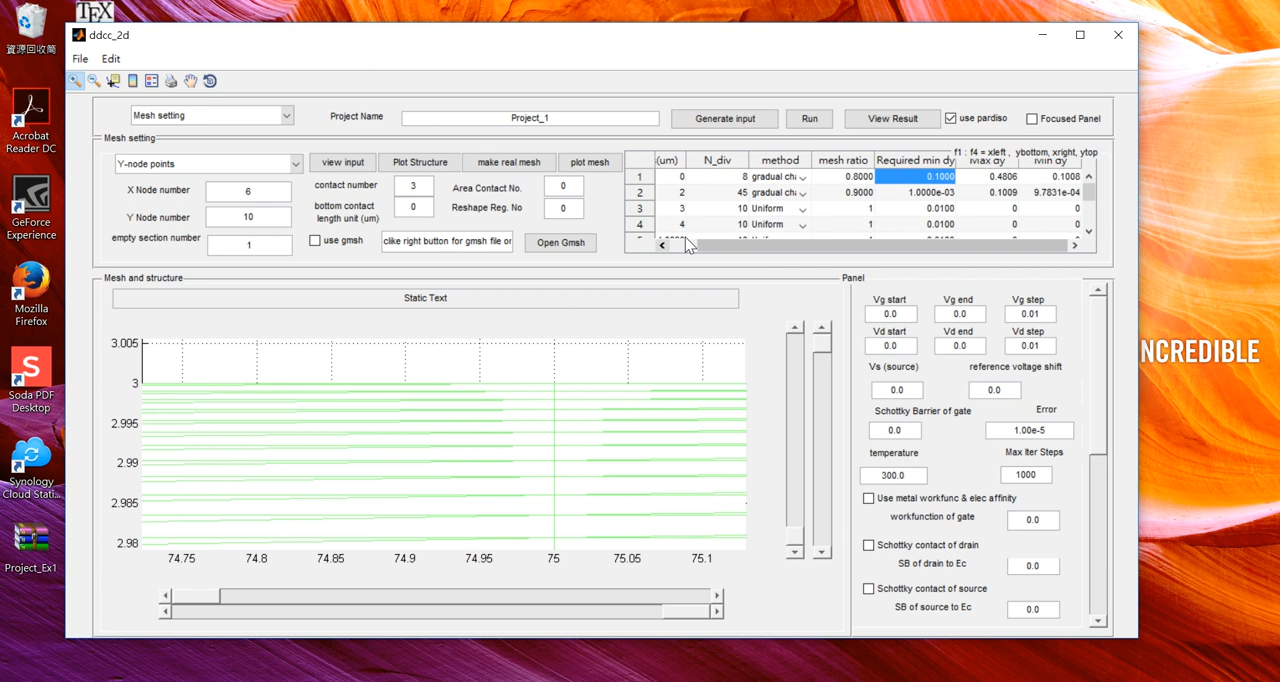 資源回收筒
TEX
Acrobat
Reader DC
GeForce
Experience
Mozilla
Firefox
S
Soda PDF
Desktop
Synology
Cloud Stati...
Project_Ex1
NCREDIBLE
ddcc_2d
File Edit
Mesh setting
Project Name
Project_1
Generate input
Run
View Result
use pardiso
Focused Panel
Mesh setting
f1 : f4 = xleft , ybottom, xright, ytop
Y-node points
view input
Plot Structure
make real mesh
plot mesh
X Node number
6
Y Node number
10
empty section number
1
contact number
3
Area Contact No.
0
bottom contact
length unit (um)
0
Reshape Reg. No
0
use gmsh
clike right button for gmsh file or
Open Gmsh
(um) N_div method mesh ratio Required min dy Max dy Min dy
1 0 8 gradual cha 0.8000 0.1000 0.4806 0.1008
2 2 45 gradual cha 0.9000 1.0000e-03 0.1009 9.7831e-04
3 3 10 Uniform 1 0.0100 0 0
4 4 10 Uniform 1 0.0100 0 0
Mesh and structure
Static Text
3.005
3
2.995
2.99
2.985
2.98
74.75 74.8 74.85 74.9 74.95 75 75.05 75.1
Panel
Vg start Vg end Vg step
0.0 0.0 0.01
Vd start Vd end Vd step
0.0 0.0 0.01
Vs (source) reference voltage shift
0.0 0.0
Schottky Barrier of gate Error
0.0 1.00e-5
temperature Max Iter Steps
300.0 1000
Use metal workfunc & elec affinity
workfunction of gate 0.0
Schottky contact of drain
SB of drain to Ec 0.0
Schottky contact of source
SB of source to Ec 0.0